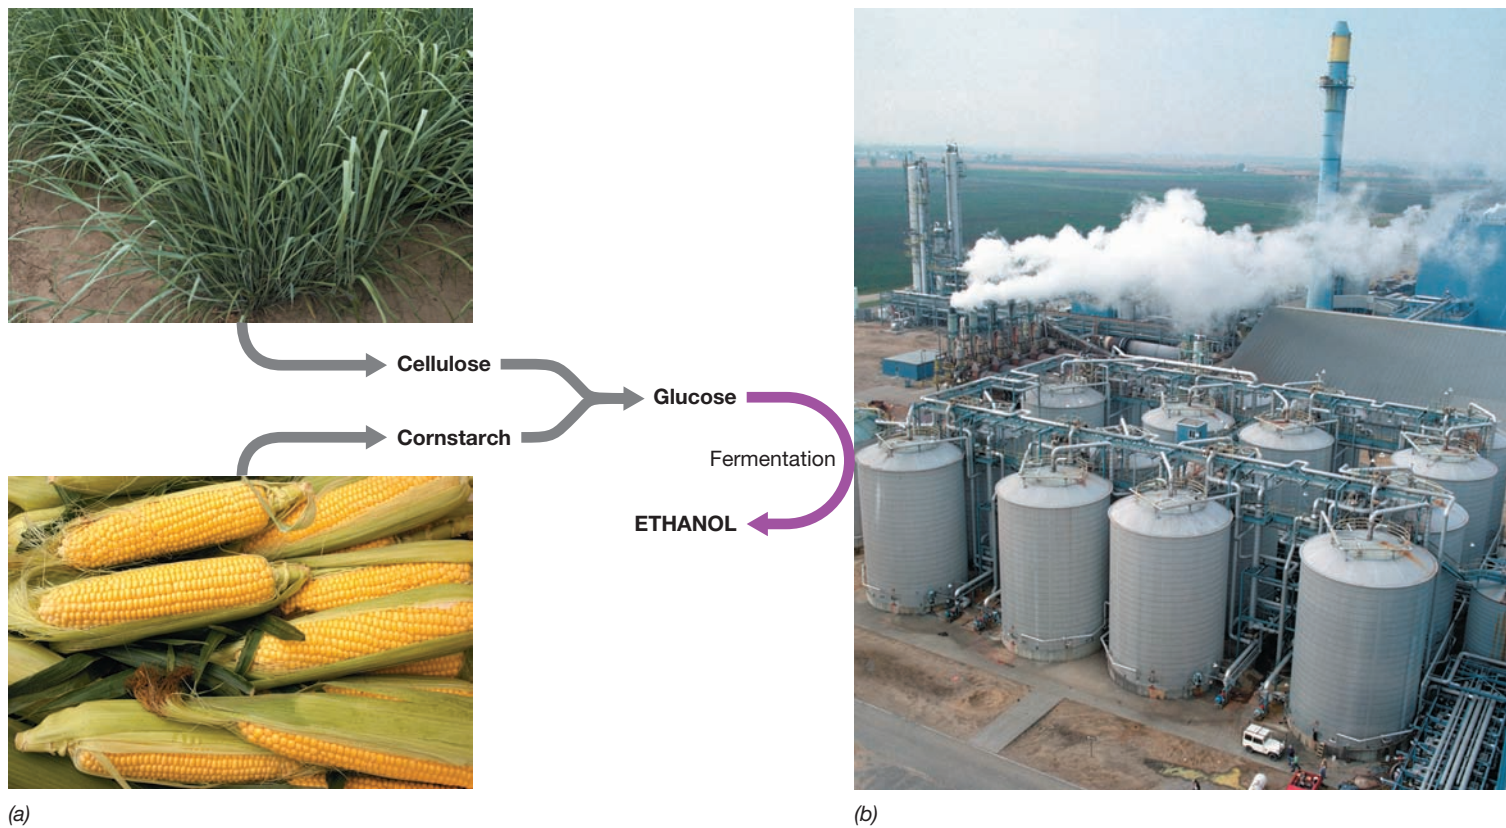 Cellulose
Cornstarch
Glucose
Fermentation
ETHANOL
(a)
(b)